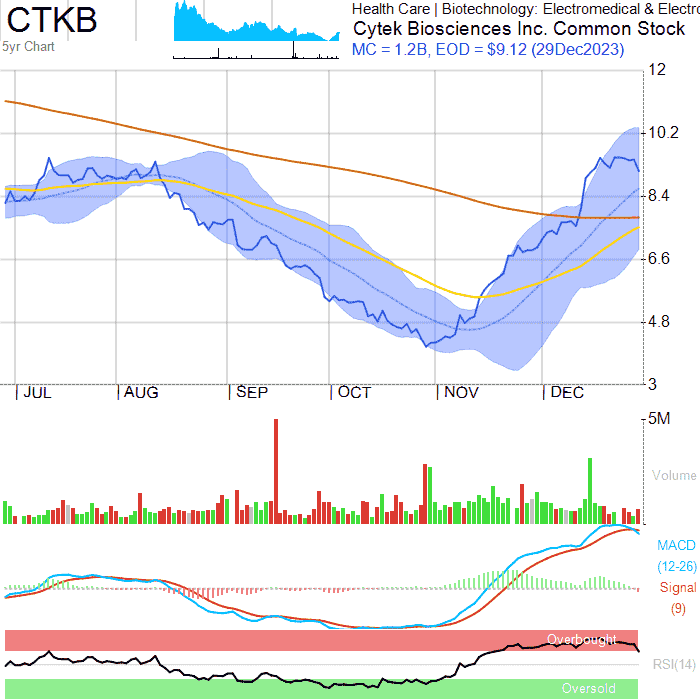 CTKB
5yr Chart
Health Care | Biotechnology: Electromedical & Electro
Cytek Biosciences Inc. Common Stock
MC = 1.2B, EOD = $9.12 (29Dec2023)
12
10.2
8.4
6.6
4.8
3
JUL
AUG
SEP
OCT
NOV
DEC
5M
Volume
MACD
(12-26)
Signal
(9)
Overbought
RSI(14)
Oversold